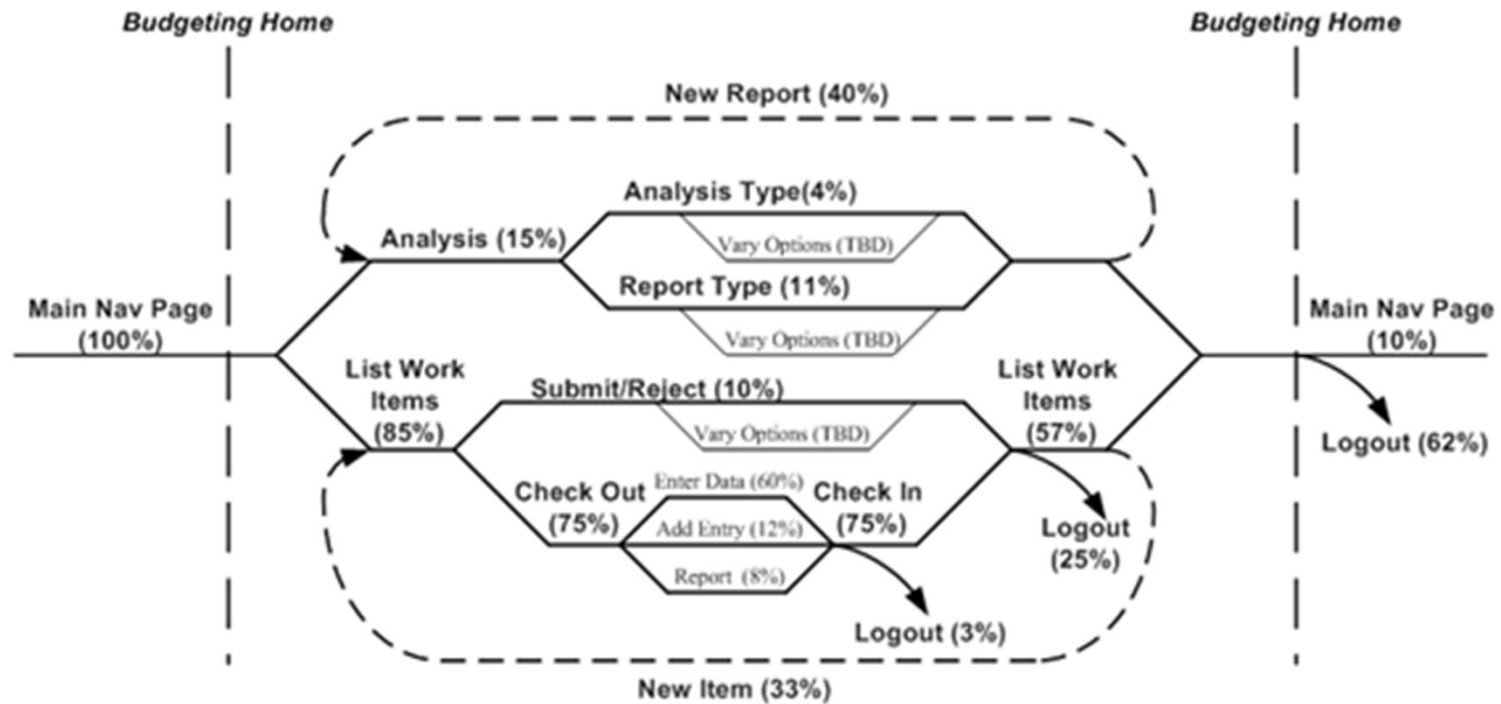 Budgeting Home
Budgeting Home
New Report (40%)
Analysis Type(4%)
Analysis (15%)
Vary Options (TBD)
Report Type (11%)
Vary Options (TBD)
Main Nav Page
(100%)
Main Nav Page
(10%)
List Work
Items
(85%)
Submit/Reject (10%)
Vary Options (TBD)
List Work
Items
(57%)
Logout (62%)
Check Out
(75%)
Enter Data (60%)
Add Entry (12%)
Report (8%)
Check In
(75%)
Logout
(25%)
Logout (3%)
New Item (33%)